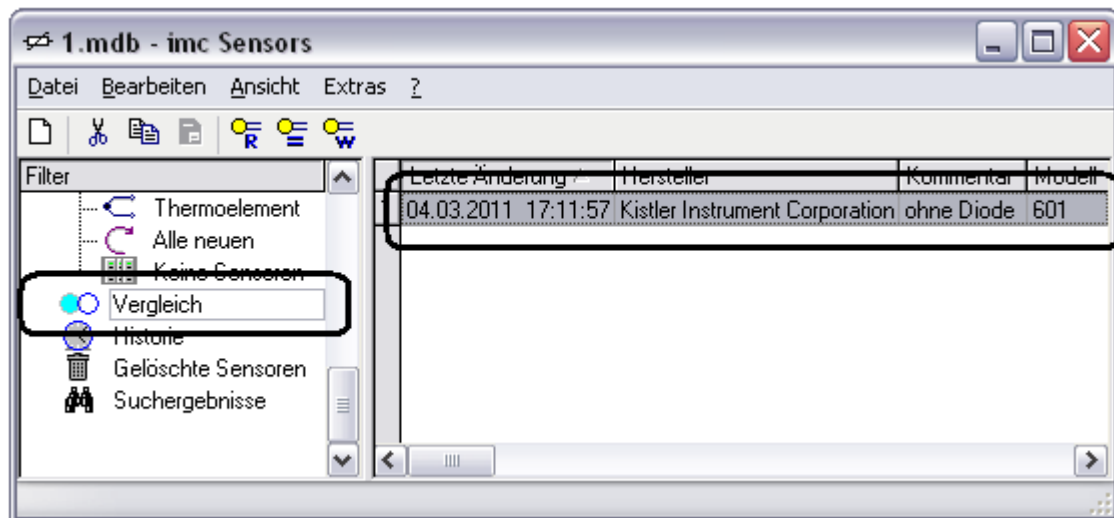 1.mdb - imc Sensors
Datei Bearbeiten Ansicht Extras ?
R = W
Filter
Thermoelement
Alle neuen
Keine Sensoren
Vergleich
Historie
Gelöschte Sensoren
Suchergebnisse
Letzte Änderung Hersteller Kommentar Modell
04.03.2011 17:11:57 Kistler Instrument Corporation ohne Diode 601